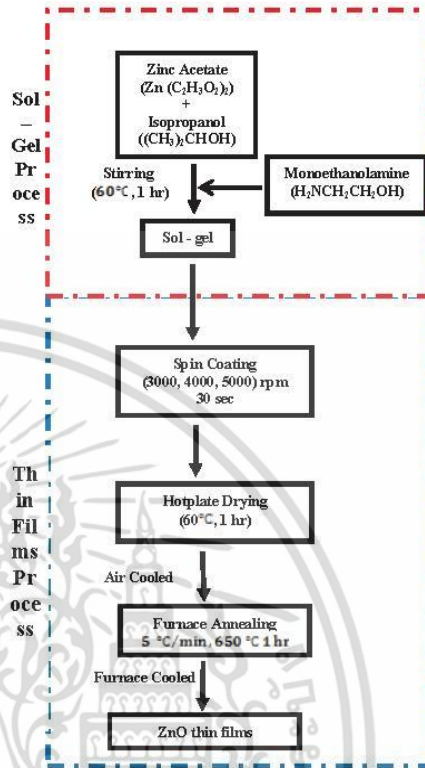 Sol
–
Gel
Pr
oce
ss
Zinc Acetate
(Zn (C₂H₃O₂)₂)
+
Isopropanol
((CH₃)₂CHOH)
Stirring
(60°C, 1 hr)
Monoethanolamine
(H₂NCH₂CH₂OH)
Sol - gel
Th
in
Fil
ms
Pr
oce
ss
Spin Coating
(3000, 4000, 5000) rpm
30 sec
Hotplate Drying
(60°C, 1 hr)
Air Cooled
Furnace Annealing
5 °C/min, 650 °C 1 hr
Furnace Cooled
ZnO thin films